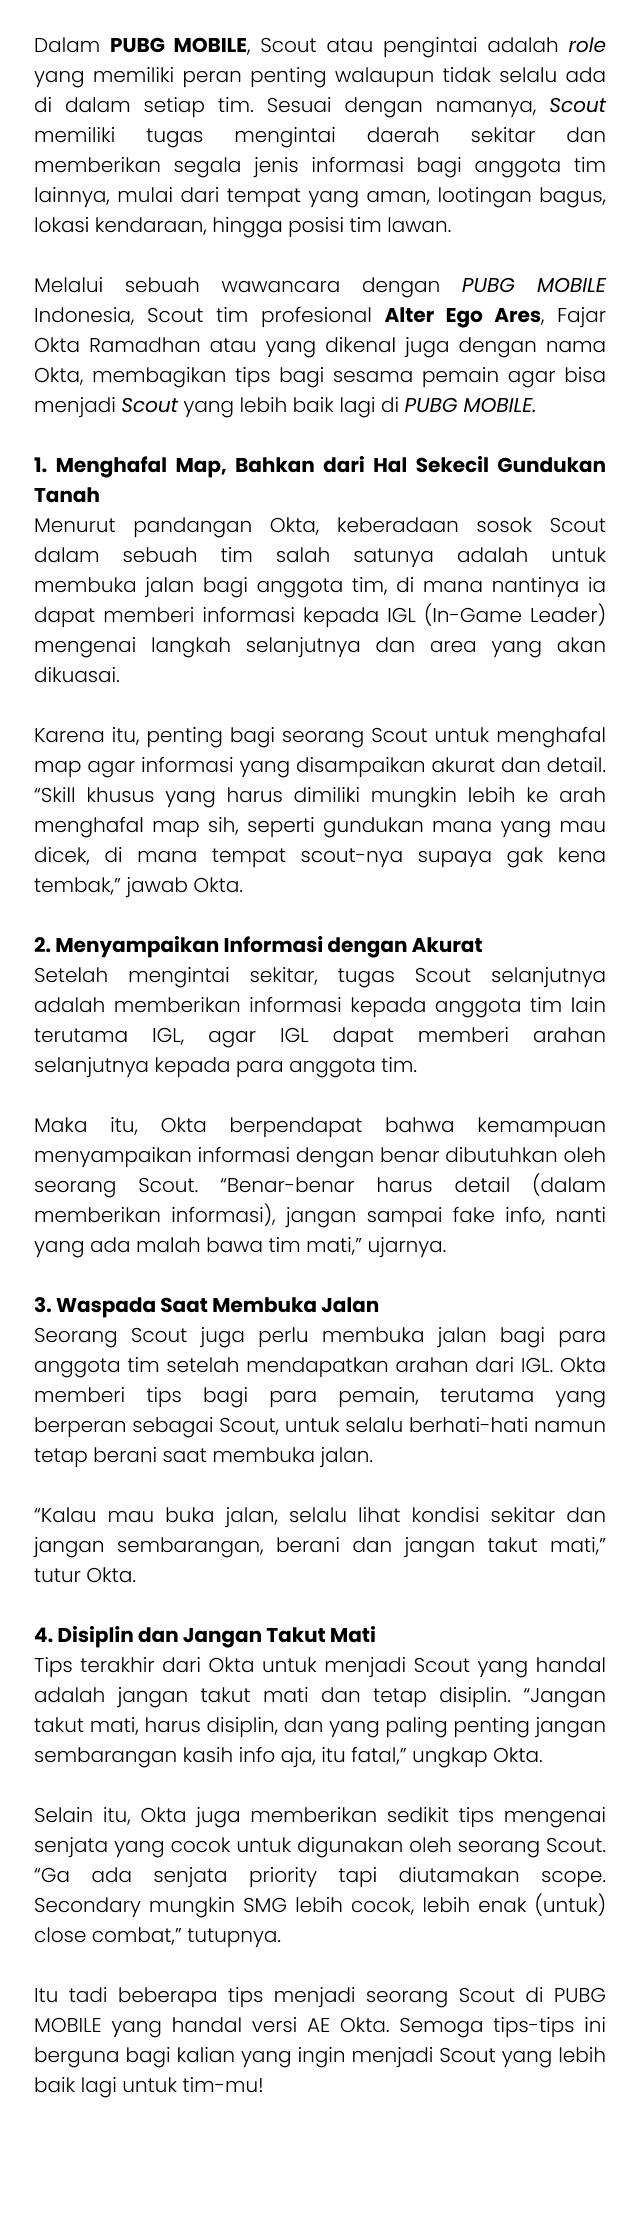 Dalam PUBG MOBILE, Scout atau pengintai adalah role
yang memiliki peran penting walaupun tidak selalu ada
di dalam setiap tim. Sesuai dengan namanya, Scout
memiliki tugas mengintai daerah sekitar dan
memberikan segala jenis informasi bagi anggota tim
lainnya, mulai dari tempat yang aman, lootingan bagus,
lokasi kendaraan, hingga posisi tim lawan.
Melalui sebuah wawancara dengan PUBG MOBILE
Indonesia, Scout tim profesional Alter Ego Ares, Fajar
Okta Ramadhan atau yang dikenal juga dengan nama
Okta, membagikan tips bagi sesama pemain agar bisa
menjadi Scout yang lebih baik lagi di PUBG MOBILE.
1. Menghafal Map, Bahkan dari Hal Sekecil Gundukan
Tanah
Menurut pandangan Okta, keberadaan sosok Scout
dalam sebuah tim salah satunya adalah untuk
membuka jalan bagi anggota tim, di mana nantinya ia
dapat memberi informasi kepada IGL (In-Game Leader)
mengenai langkah selanjutnya dan area yang akan
dikuasai.
Karena itu, penting bagi seorang Scout untuk menghafal
map agar informasi yang disampaikan akurat dan detail.
“Skill khusus yang harus dimiliki mungkin lebih ke arah
menghafal map sih, seperti gundukan mana yang mau
dicek, di mana tempat scout-nya supaya gak kena
tembak,” jawab Okta.
2. Menyampaikan Informasi dengan Akurat
Setelah mengintai sekitar, tugas Scout selanjutnya
adalah memberikan informasi kepada anggota tim lain
terutama IGL, agar IGL dapat memberi arahan
selanjutnya kepada para anggota tim.
Maka itu, Okta berpendapat bahwa kemampuan
menyampaikan informasi dengan benar dibutuhkan oleh
seorang Scout. “Benar-benar harus detail (dalam
memberikan informasi), jangan sampai fake info, nanti
yang ada malah bawa tim mati,” ujarnya.
3. Waspada Saat Membuka Jalan
Seorang Scout juga perlu membuka jalan bagi para
anggota tim setelah mendapatkan arahan dari IGL. Okta
memberi tips bagi para pemain, terutama yang
berperan sebagai Scout, untuk selalu berhati-hati namun
tetap berani saat membuka jalan.
“Kalau mau buka jalan, selalu lihat kondisi sekitar dan
jangan sembarangan, berani dan jangan takut mati,”
tutur Okta.
4. Disiplin dan Jangan Takut Mati
Tips terakhir dari Okta untuk menjadi Scout yang handal
adalah jangan takut mati dan tetap disiplin. “Jangan
takut mati, harus disiplin, dan yang paling penting jangan
sembarangan kasih info aja, itu fatal,” ungkap Okta.
Selain itu, Okta juga memberikan sedikit tips mengenai
senjata yang cocok untuk digunakan oleh seorang Scout.
“Ga ada senjata priority tapi diutamakan scope.
Secondary mungkin SMG lebih cocok, lebih enak (untuk)
close combat,” tutupnya.
Itu tadi beberapa tips menjadi seorang Scout di PUBG
MOBILE yang handal versi AE Okta. Semoga tips-tips ini
berguna bagi kalian yang ingin menjadi Scout yang lebih
baik lagi untuk tim-mu!